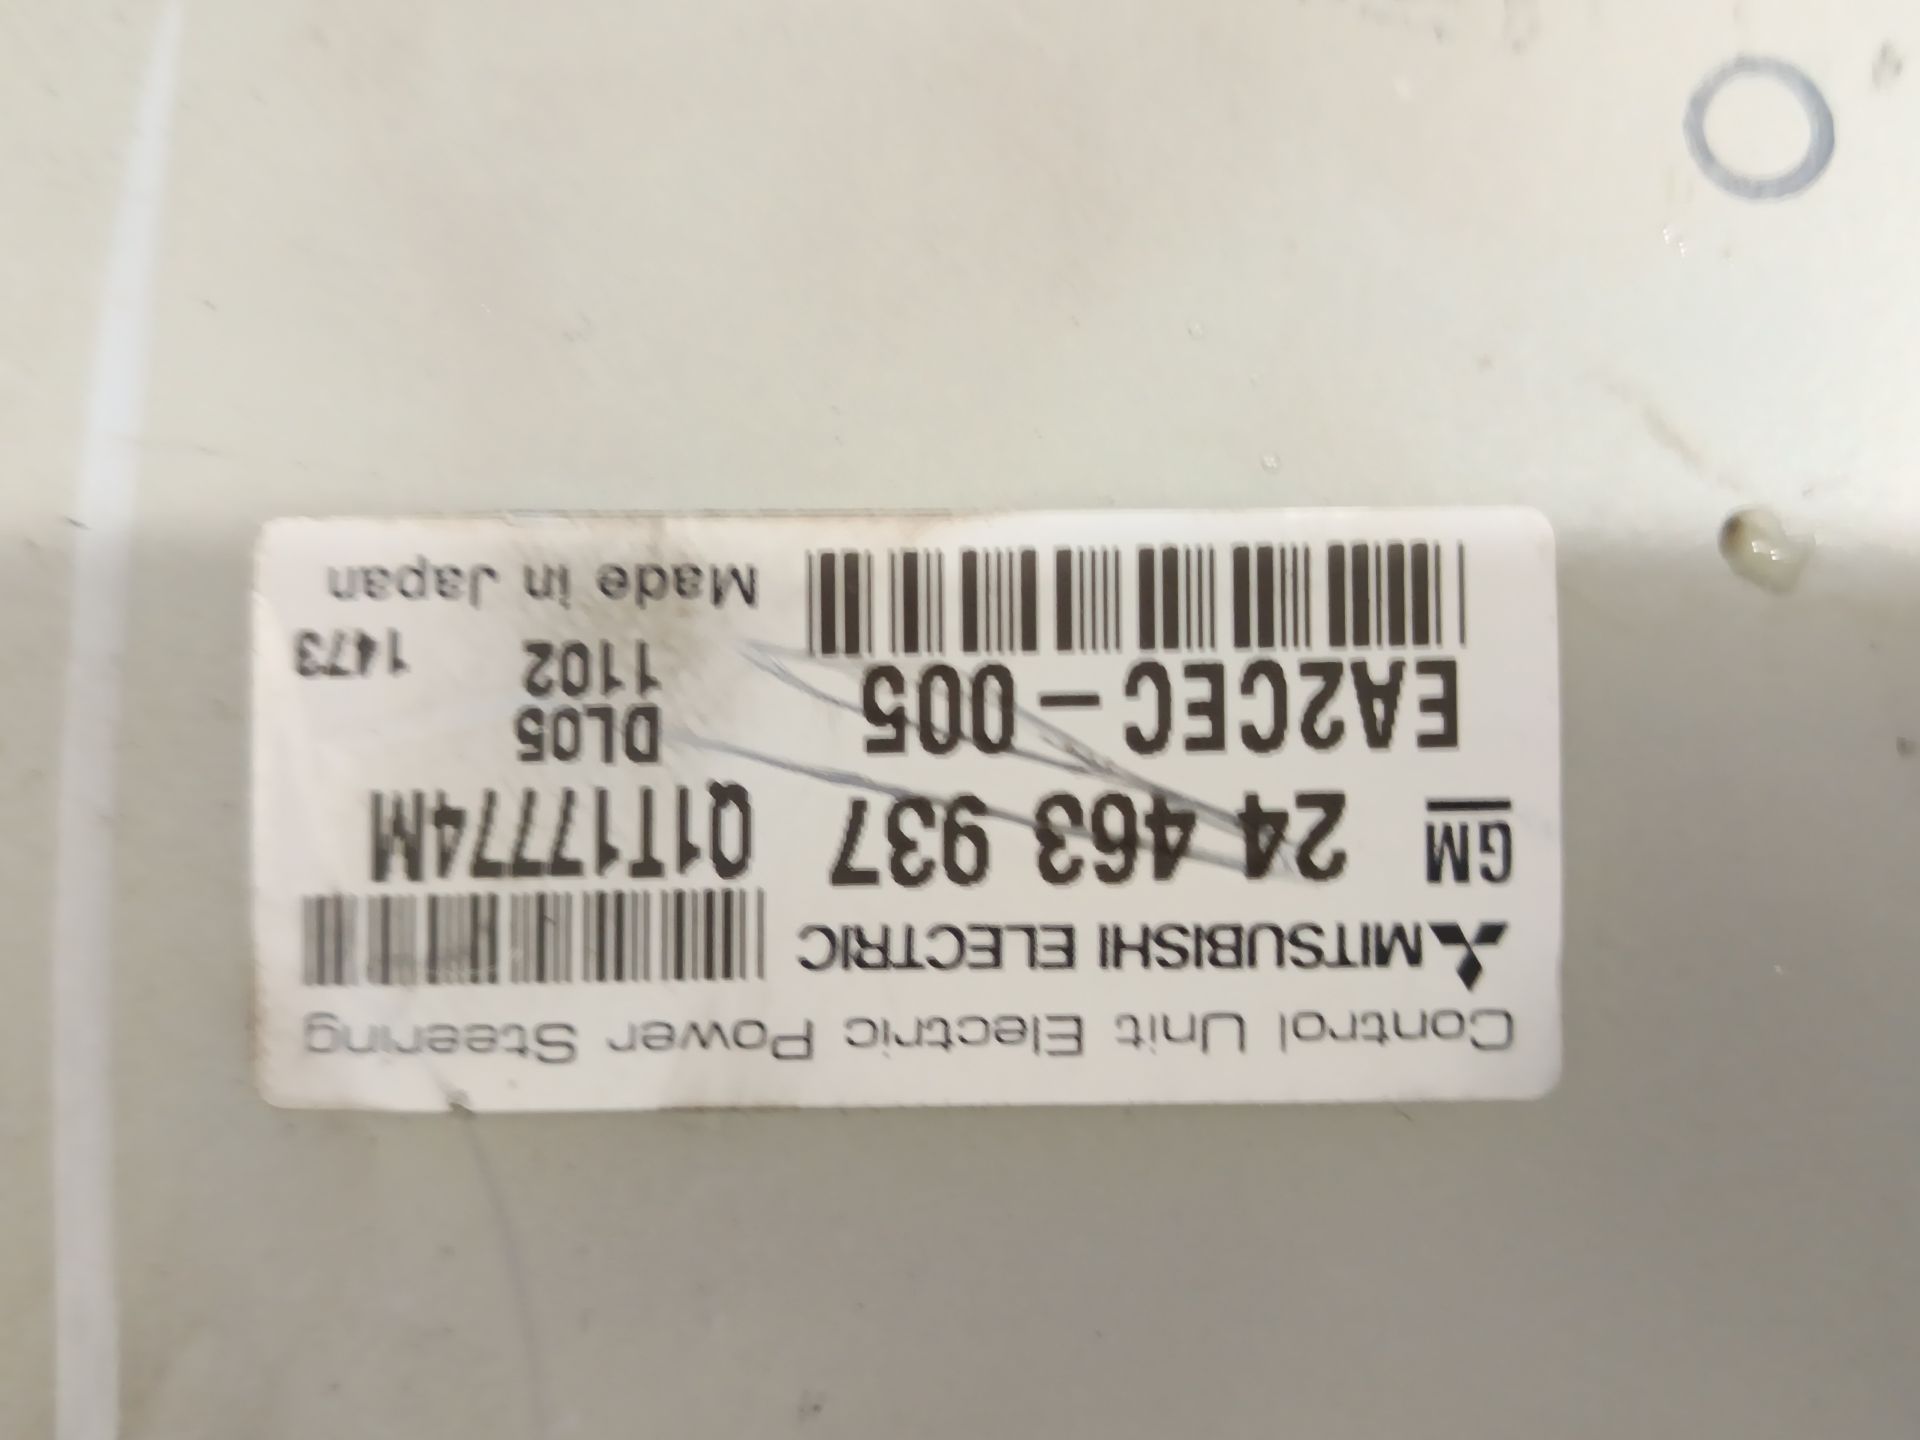 Control Unit Electric Power Steering
MITSUBISHI ELECTRIC
GM 24 463 937 Q1T17774M
EA2CEC-005 DL05
1102 1473
Made in Japan